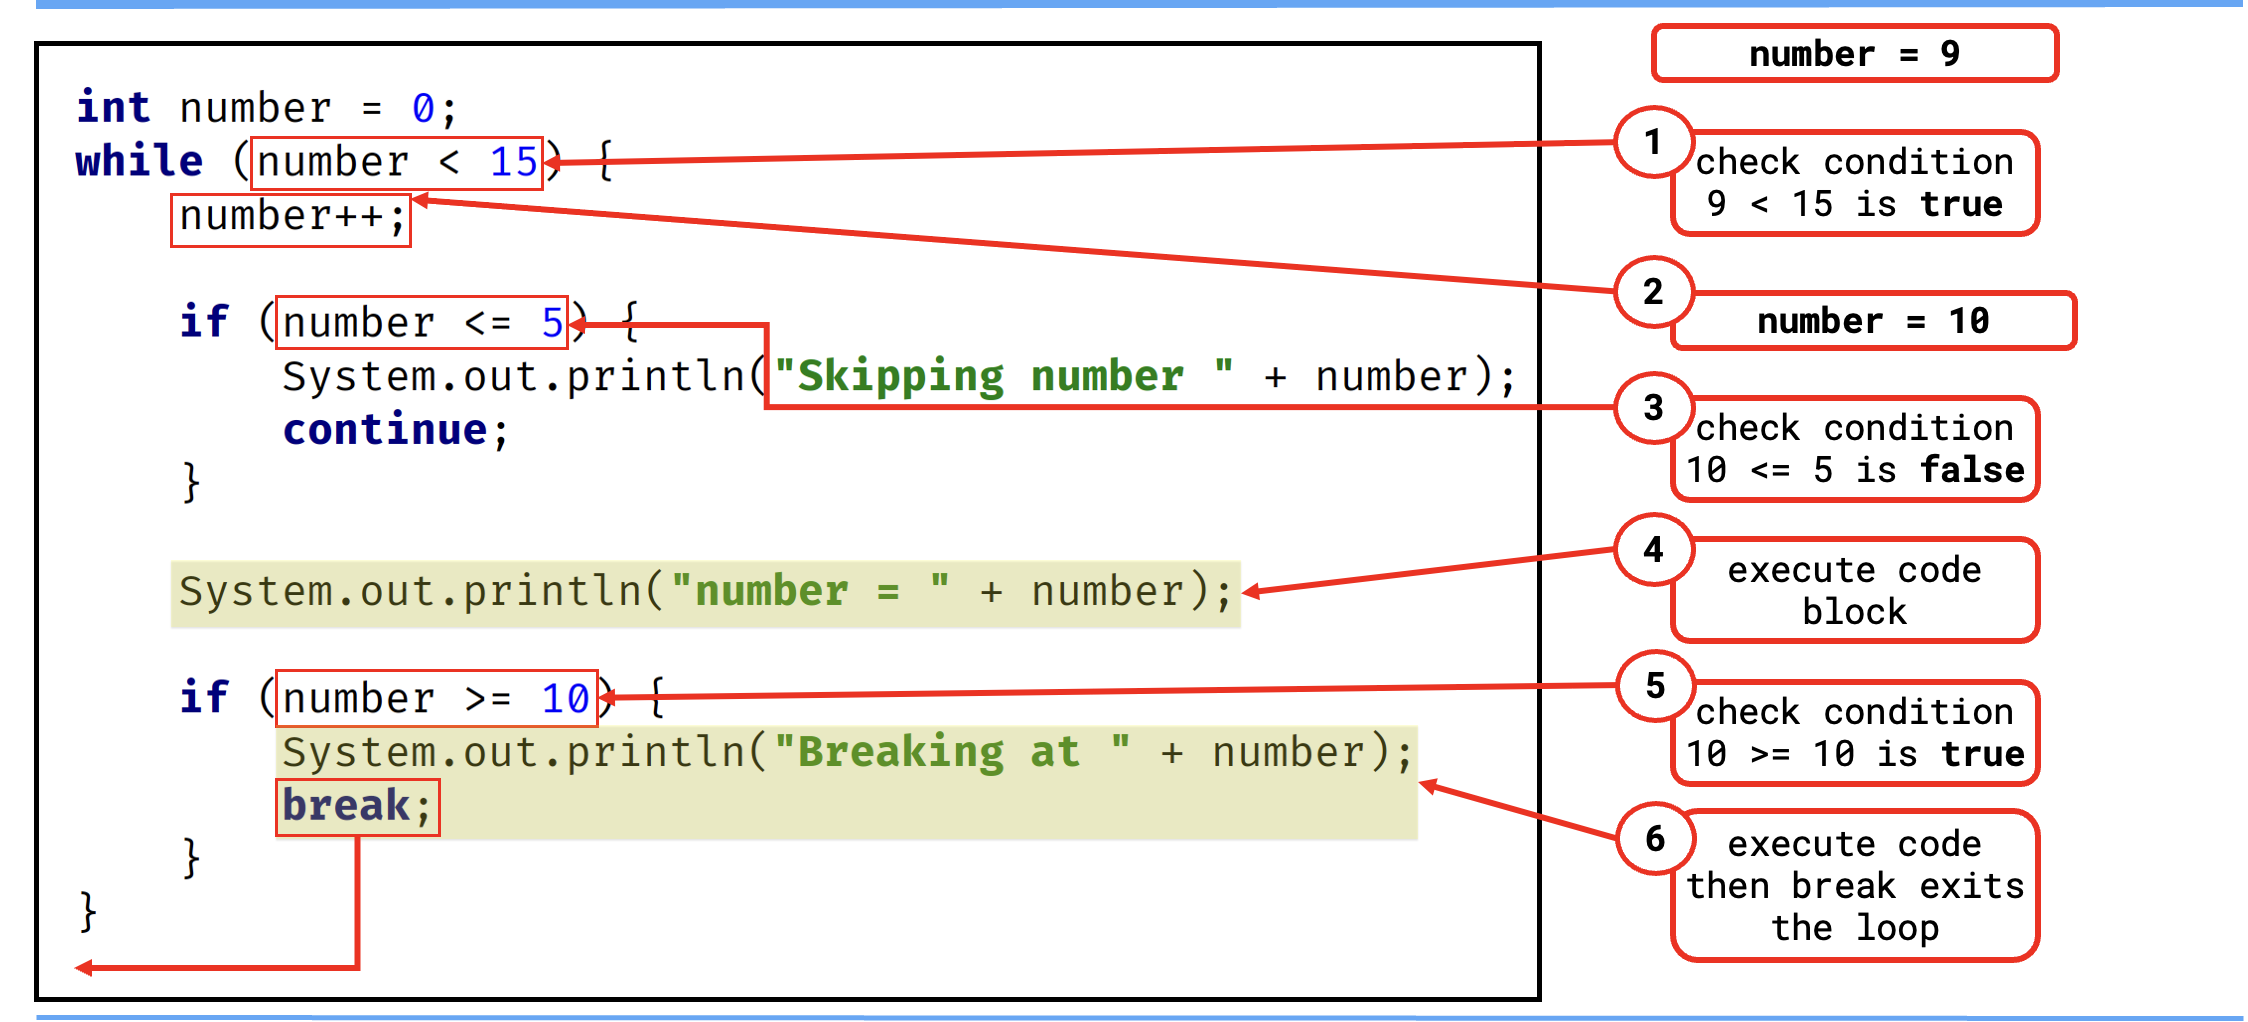 int number = 0;
while (number < 15) {
number++;
if (number <= 5) {
System.out.println("Skipping number " + number);
continue;
}
System.out.println("number = " + number);
if (number >= 10) {
System.out.println("Breaking at " + number);
break;
}
}
number = 9
1
check condition
9 < 15 is true
2
number = 10
3
check condition
10 <= 5 is false
4
execute code
block
5
check condition
10 >= 10 is true
6
execute code
then break exits
the loop